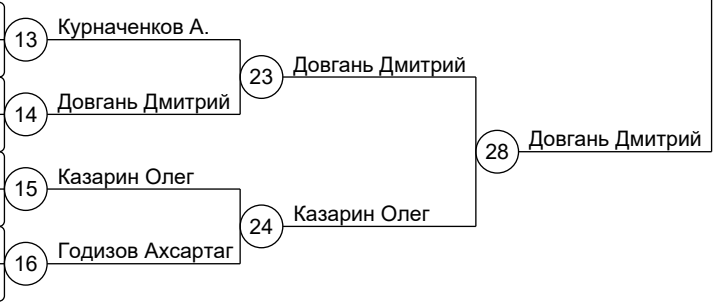 13
Курначенков А.
23
Довгань Дмитрий
14
Довгань Дмитрий
28
Довгань Дмитрий
15
Казарин Олег
24
Казарин Олег
16
Годизов Ахсартаг